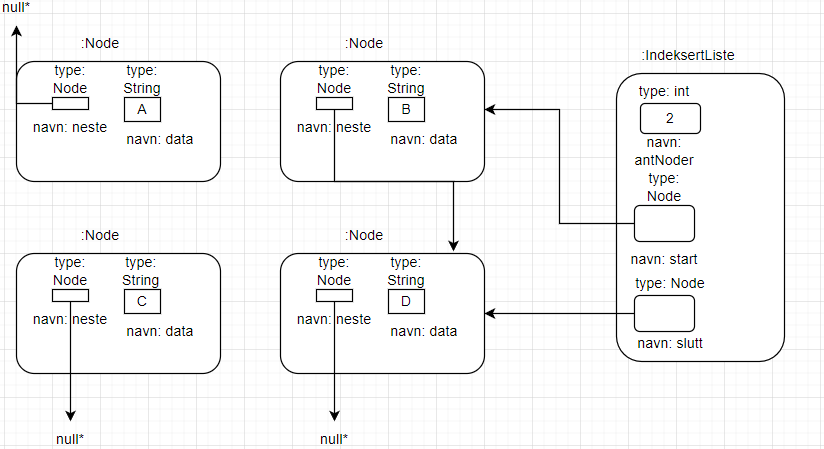 null*
:Node
type:
Node
type:
String
A
navn: neste
navn: data
:Node
type:
Node
type:
String
B
navn: neste
navn: data
:IndeksertListe
type: int
2
navn:
antNoder
type:
Node
navn: start
type: Node
navn: slutt
:Node
type:
Node
type:
String
C
navn: neste
navn: data
null*
:Node
type:
Node
type:
String
D
navn: neste
navn: data
null*